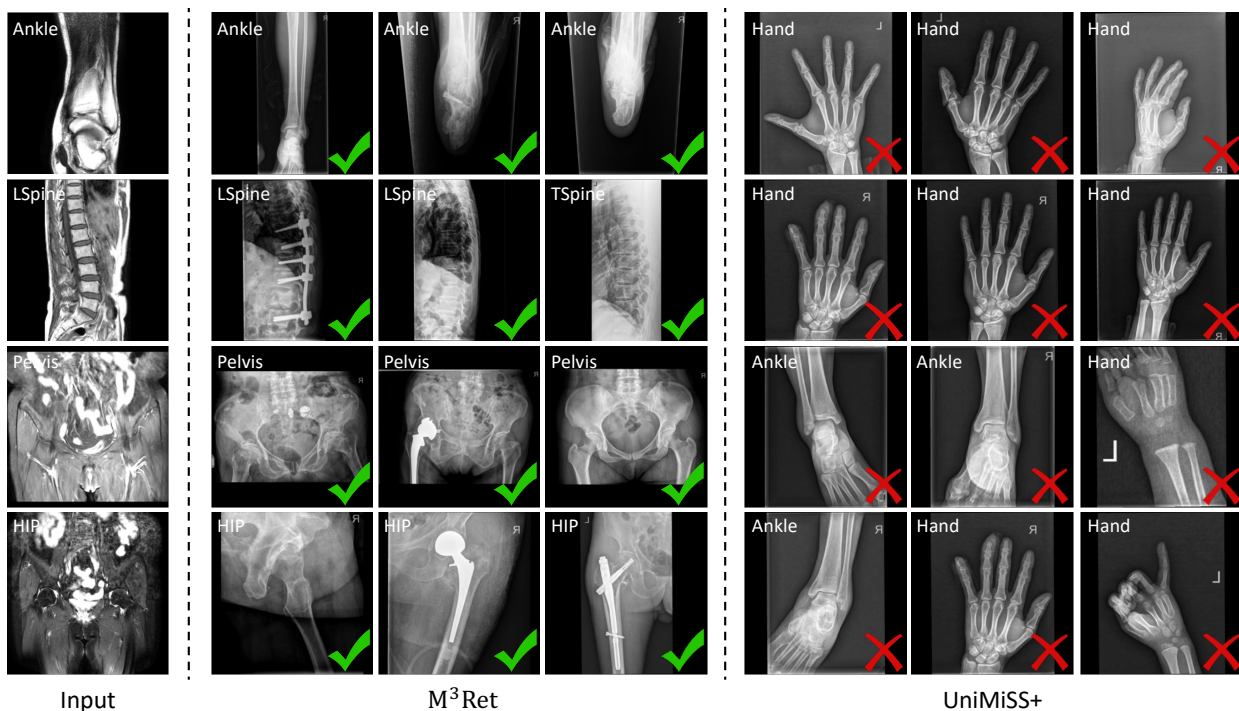 Ankle
Ankle
Ankle
Ankle
Hand
Hand
Hand
LSpine
LSpine
LSpine
TSpine
Hand
Hand
Hand
Pelvis
Pelvis
Pelvis
Pelvis
Ankle
Ankle
Hand
L
HIP
HIP
HIP
HIP
Ankle
Hand
Hand
Input
M³Ret
UniMiSS+